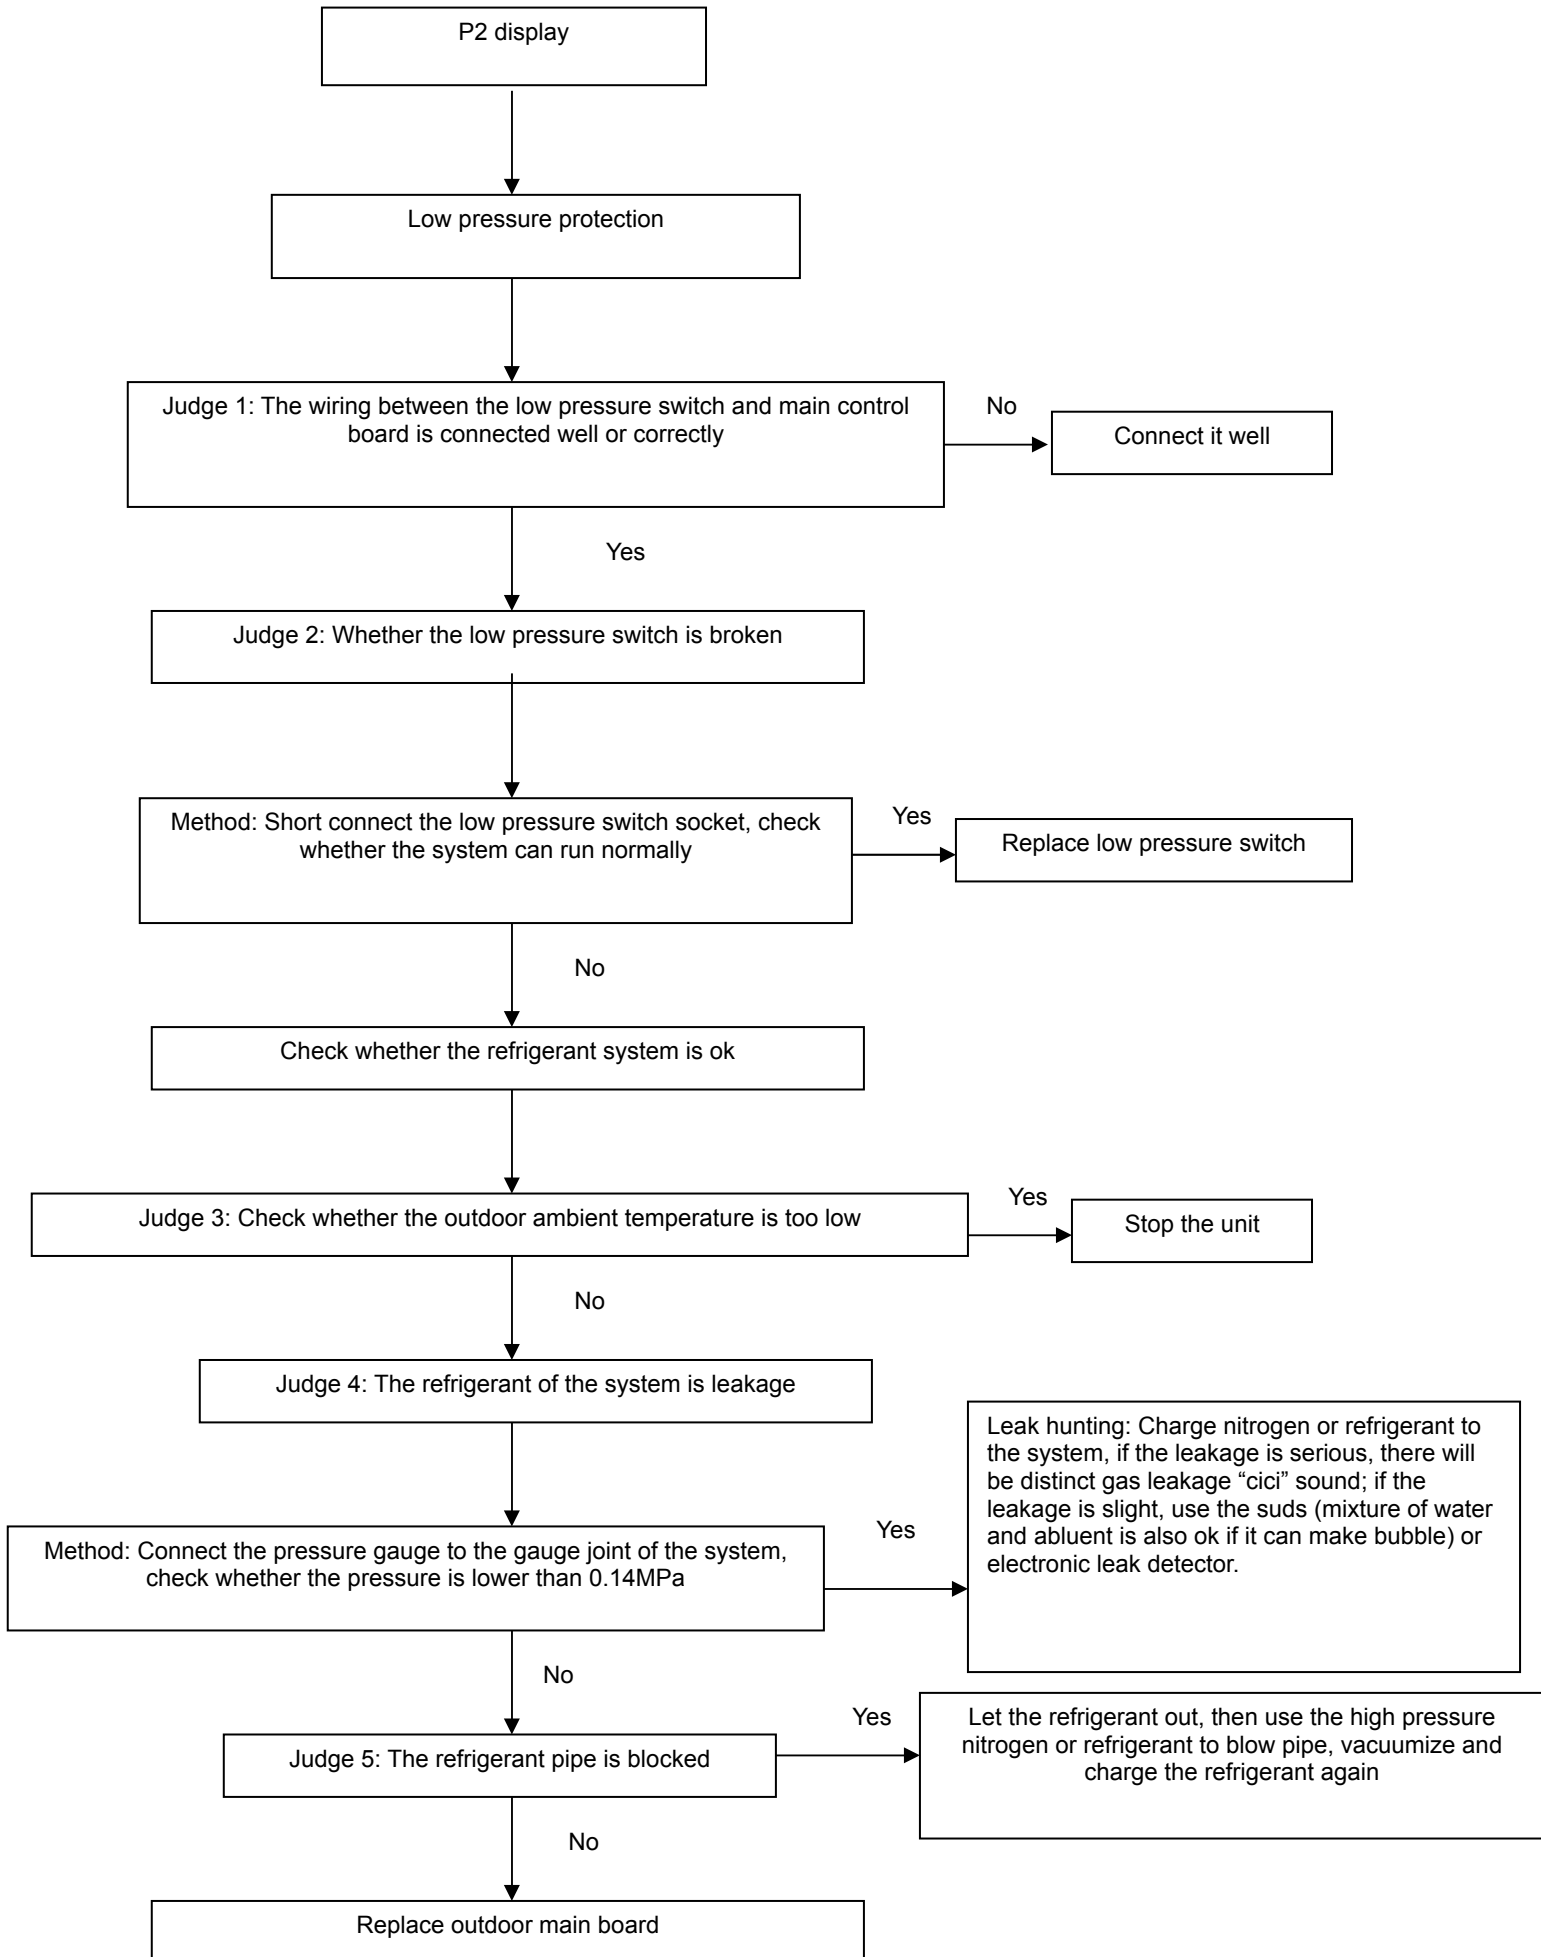 P2 display
Low pressure protection
Judge 1: The wiring between the low pressure switch and main control
board is connected well or correctly
No
Connect it well
Yes
Judge 2: Whether the low pressure switch is broken
Method: Short connect the low pressure switch socket, check
whether the system can run normally
Yes
Replace low pressure switch
No
Check whether the refrigerant system is ok
Judge 3: Check whether the outdoor ambient temperature is too low
Yes
Stop the unit
No
Judge 4: The refrigerant of the system is leakage
Method: Connect the pressure gauge to the gauge joint of the system,
check whether the pressure is lower than 0.14MPa
Yes
Leak hunting: Charge nitrogen or refrigerant to
the system, if the leakage is serious, there will
be distinct gas leakage “cici” sound; if the
leakage is slight, use the suds (mixture of water
and abluent is also ok if it can make bubble) or
electronic leak detector.
No
Judge 5: The refrigerant pipe is blocked
Yes
Let the refrigerant out, then use the high pressure
nitrogen or refrigerant to blow pipe, vacuumize and
charge the refrigerant again
No
Replace outdoor main board